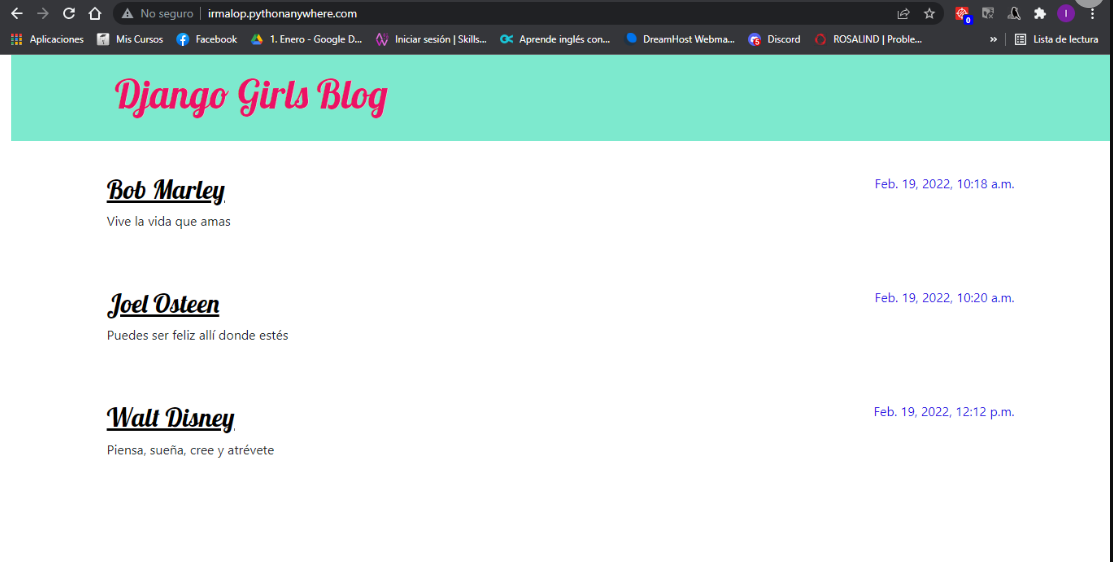 No seguro | irmalop.pythonanywhere.com
Aplicaciones Mis Cursos Facebook 1. Enero - Google D... Iniciar sesión | Skills... Aprende inglés con... DreamHost Webma... Discord ROSALIND | Proble... » Lista de lectura
Django Girls Blog
Bob Marley Feb. 19, 2022, 10:18 a.m.
Vive la vida que amas
Joel Osteen Feb. 19, 2022, 10:20 a.m.
Puedes ser feliz allí donde estés
Walt Disney Feb. 19, 2022, 12:12 p.m.
Piensa, sueña, cree y atrévete